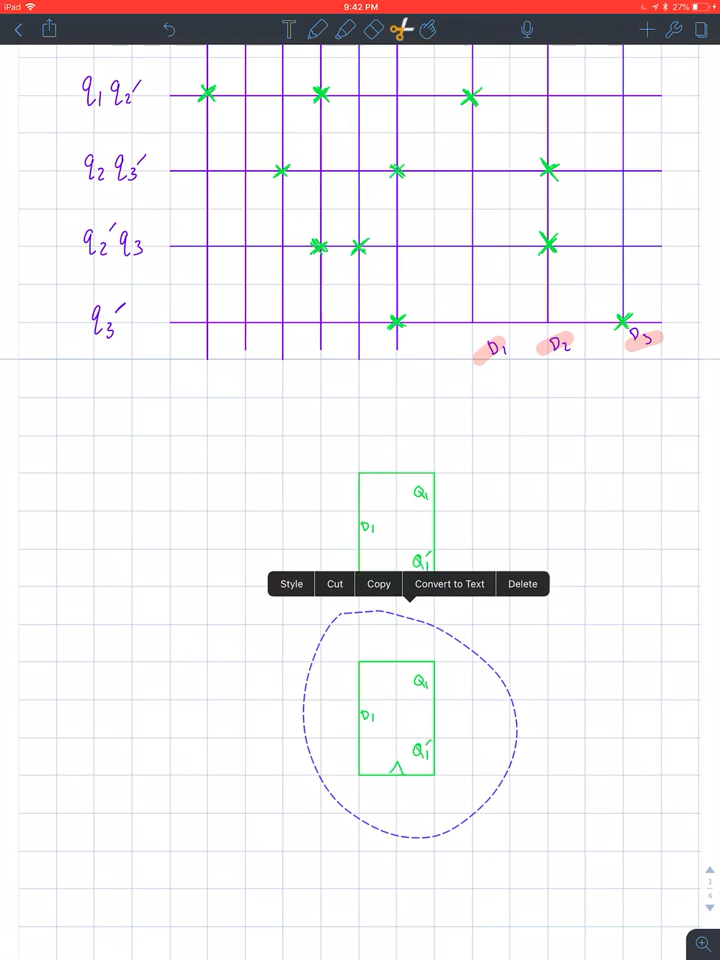 iPad 9:42 PM 27%
T
q₁ q₂′
q₂ q₃′
q₂′ q₃
q₃′
D₁ D₂ D₃
Q₁
D₁
Q₁′
Style Cut Copy Convert to Text Delete
Q₁
D₁
Q₁′
3
4